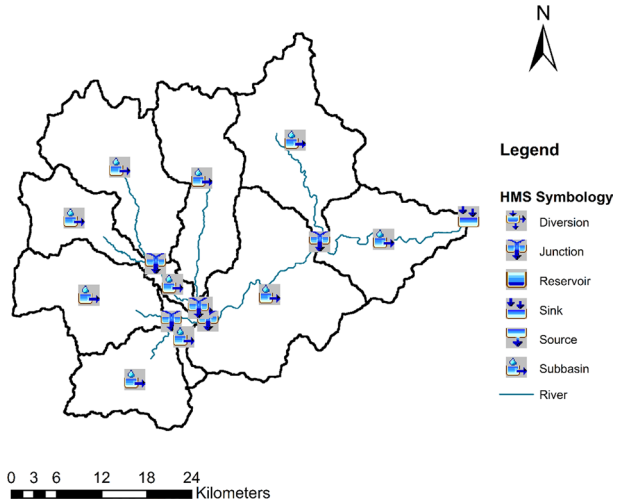 N
Legend
HMS Symbology
Diversion
Junction
Reservoir
Sink
Source
Subbasin
River
0 3 6 12 18 24
Kilometers